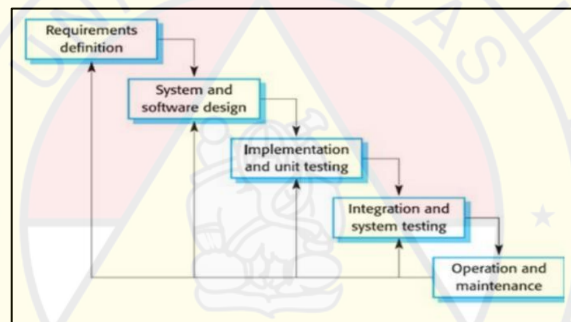 Requirements
definition
System and
software design
Implementation
and unit testing
Integration and
system testing
Operation and
maintenance